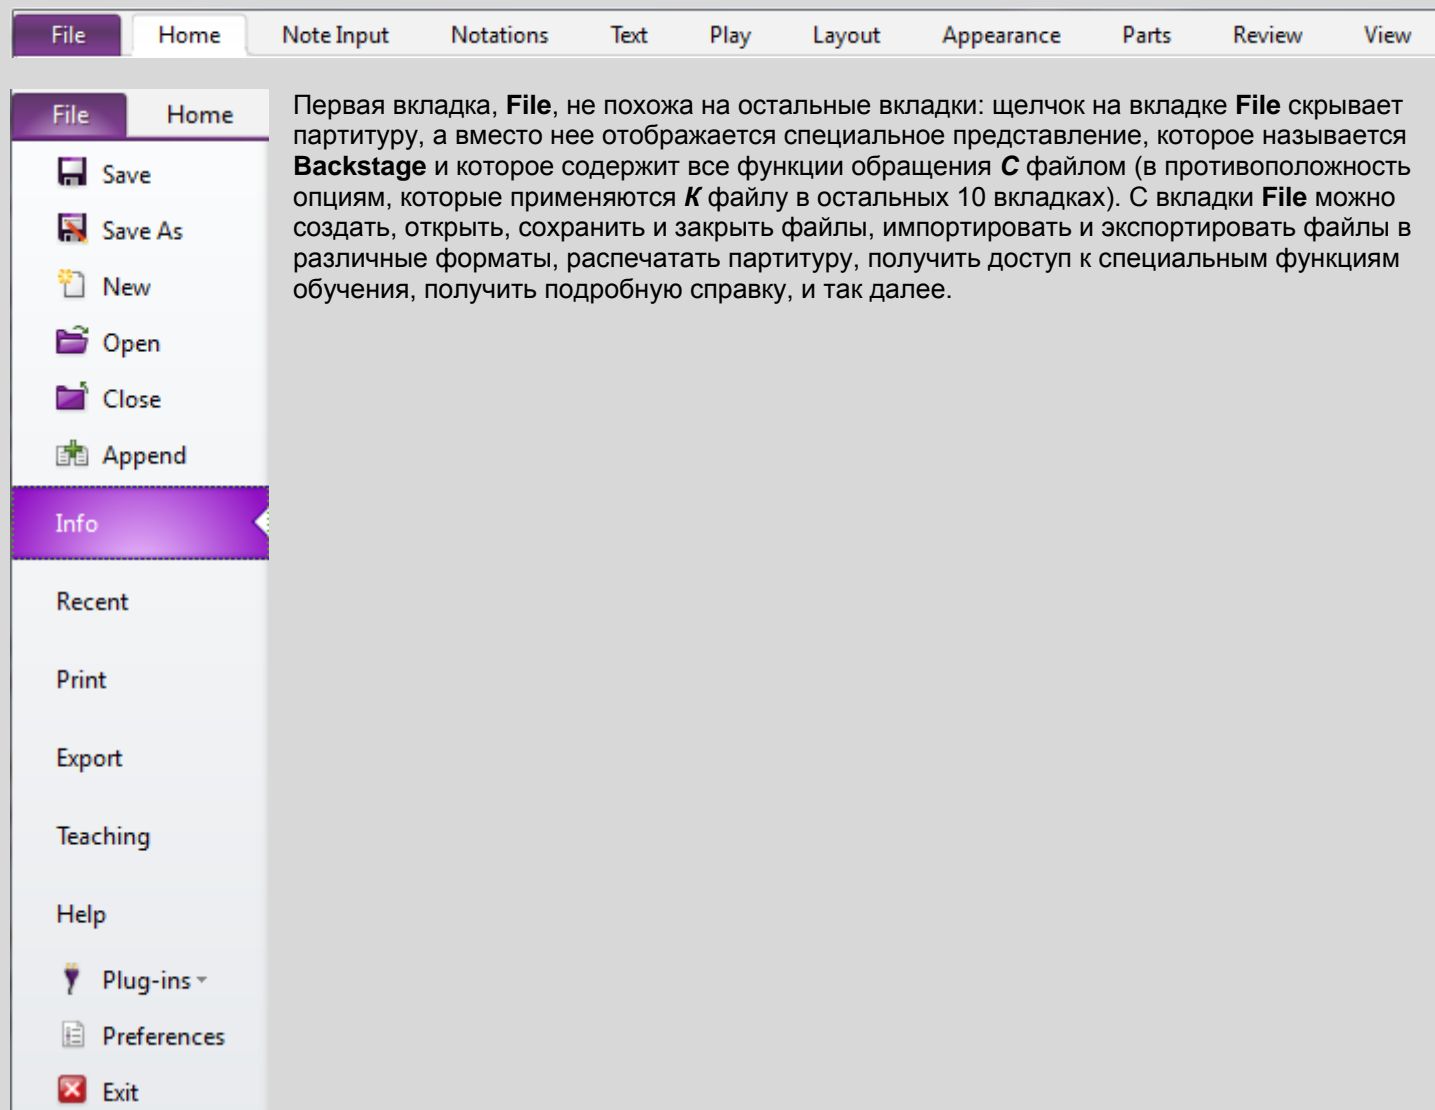 File Home Note Input Notations Text Play Layout Appearance Parts Review View
File Home
Первая вкладка, File, не похожа на остальные вкладки: щелчок на вкладке File скрывает
партитуру, а вместо нее отображается специальное представление, которое называется
Backstage и которое содержит все функции обращения С файлом (в противоположность
опциям, которые применяются К файлу в остальных 10 вкладках). С вкладки File можно
создать, открыть, сохранить и закрыть файлы, импортировать и экспортировать файлы в
различные форматы, распечатать партитуру, получить доступ к специальным функциям
обучения, получить подробную справку, и так далее.
Save
Save As
New
Open
Close
Append
Info
Recent
Print
Export
Teaching
Help
Plug-ins
Preferences
Exit